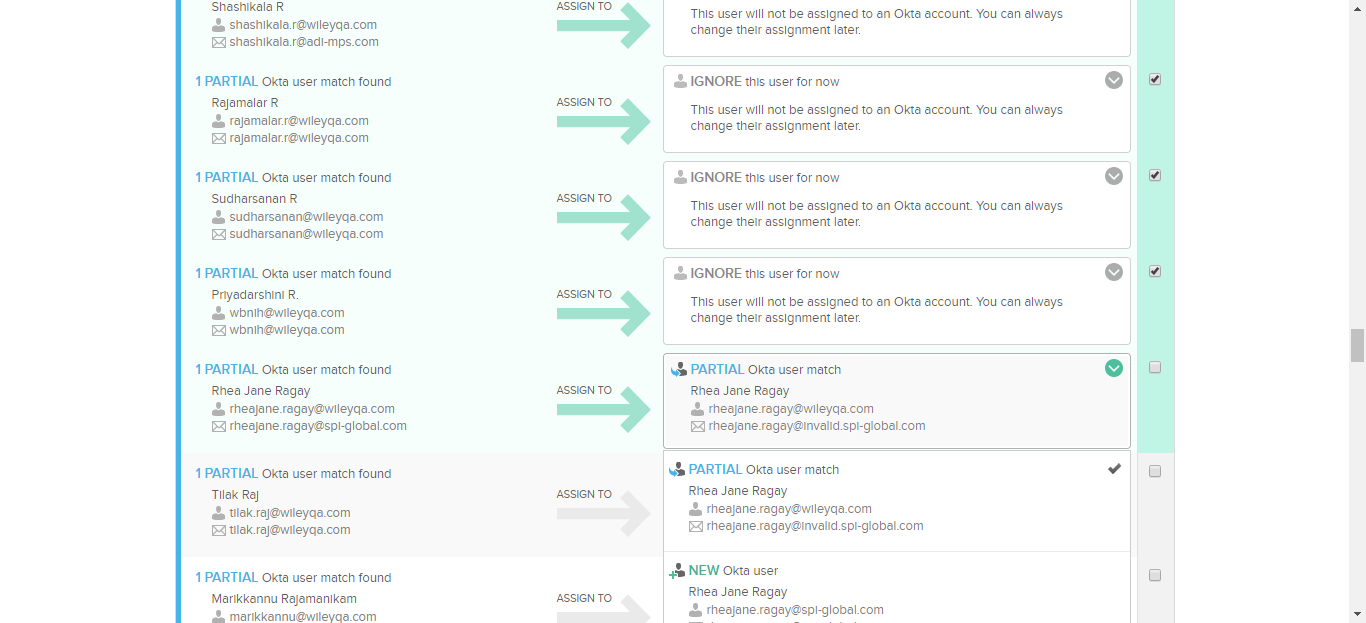 Shashikala R
shashikala.r@wileyqa.com
shashikala.r@adi-mps.com
ASSIGN TO
This user will not be assigned to an Okta account. You can always
change their assignment later.
1 PARTIAL Okta user match found
Rajamalar R
rajamalar.r@wileyqa.com
rajamalar.r@wileyqa.com
ASSIGN TO
IGNORE this user for now
This user will not be assigned to an Okta account. You can always
change their assignment later.
1 PARTIAL Okta user match found
Sudharsanan R
sudharsanan@wileyqa.com
sudharsanan@wileyqa.com
ASSIGN TO
IGNORE this user for now
This user will not be assigned to an Okta account. You can always
change their assignment later.
1 PARTIAL Okta user match found
Priyadarshini R.
wbnih@wileyqa.com
wbnih@wileyqa.com
ASSIGN TO
IGNORE this user for now
This user will not be assigned to an Okta account. You can always
change their assignment later.
1 PARTIAL Okta user match found
Rhea Jane Ragay
rheajane.ragay@wileyqa.com
rheajane.ragay@spi-global.com
ASSIGN TO
PARTIAL Okta user match
Rhea Jane Ragay
rheajane.ragay@wileyqa.com
rheajane.ragay@invalid.spi-global.com
1 PARTIAL Okta user match found
Tilak Raj
tilak.raj@wileyqa.com
tilak.raj@wileyqa.com
ASSIGN TO
PARTIAL Okta user match
Rhea Jane Ragay
rheajane.ragay@wileyqa.com
rheajane.ragay@invalid.spi-global.com
1 PARTIAL Okta user match found
Marikkannu Rajamanikam
marikkannu@wileyqa.com
ASSIGN TO
NEW Okta user
Rhea Jane Ragay
rheajane.ragay@spi-global.com